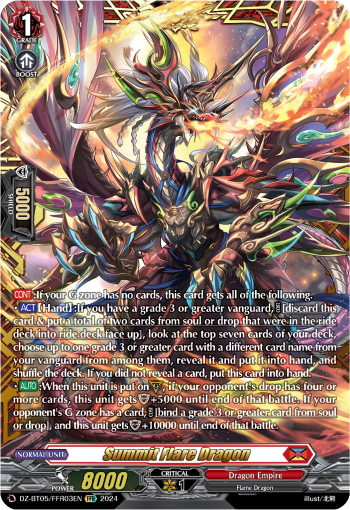 1
GRADE
BOOST
5000
SHIELD
CONT:If your G zone has no cards, this card gets all of the following.
・ACT【Hand】:If you have a grade 3 or greater vanguard, [discard this
card & put a total of two cards from soul or drop that were in the ride
deck into ride deck face up], look at the top seven cards of your deck,
choose up to one grade 3 or greater card with a different card name from
your vanguard from among them, reveal it and put it into hand, and
shuffle the deck. If you did not reveal a card, put this card into hand.
・AUTO:When this unit is put on , if your opponent's drop has four or
more cards, this unit gets +5000 until end of that battle. If your
opponent's G zone has a card, [bind a grade 3 or greater card from soul
or drop], and this unit gets +10000 until end of that battle.
NORMAL UNIT
Summit Flare Dragon
POWER 8000
CRITICAL
1
Dragon Empire
Flame Dragon
DZ-BT05/FFR03EN FFR 2024
illust/北熊